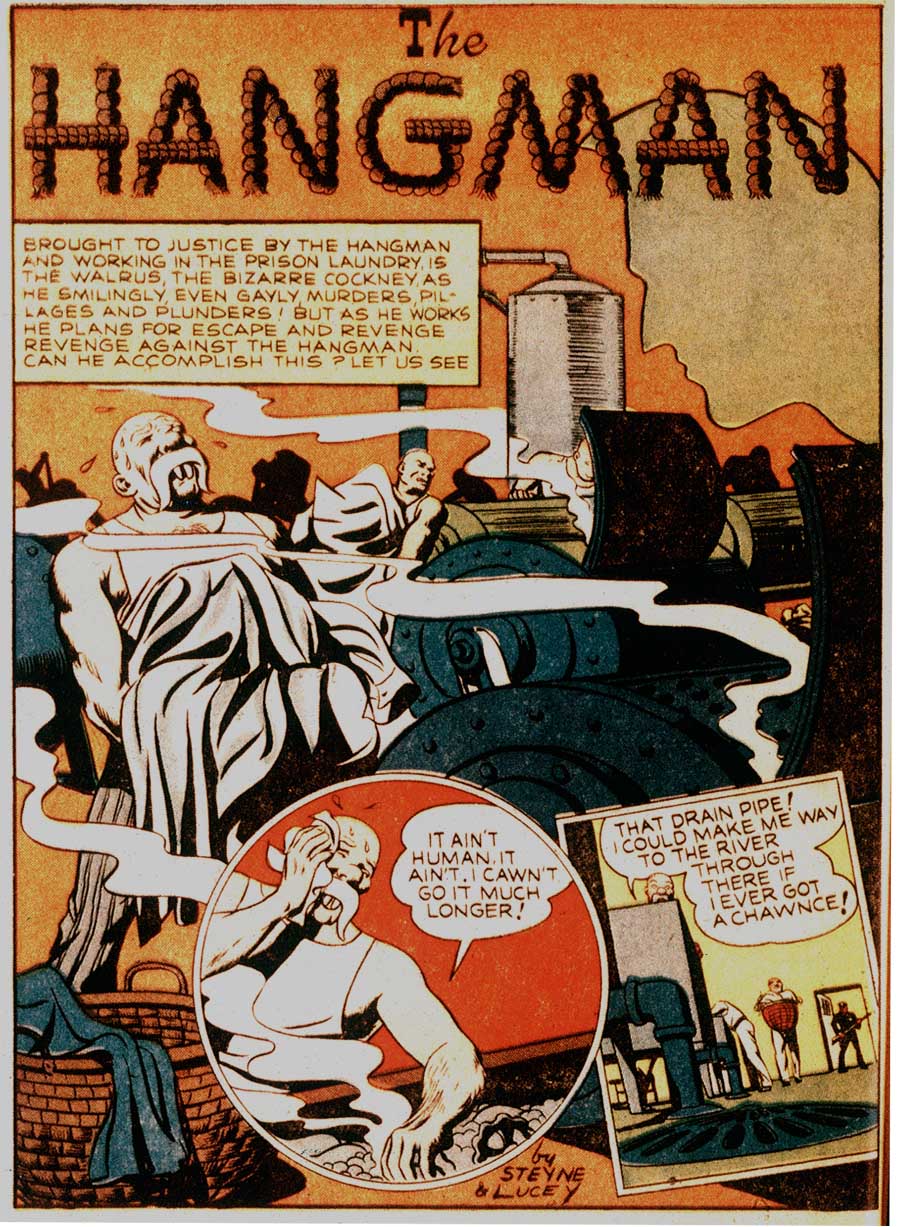 The
HANGMAN
BROUGHT TO JUSTICE BY THE HANGMAN
AND WORKING IN THE PRISON LAUNDRY, IS
THE WALRUS, THE BIZARRE COCKNEY, AS
HE SMILINGLY, EVEN GAYLY, MURDERS, PIL-
LAGES AND PLUNDERS! BUT AS HE WORKS
HE PLANS FOR ESCAPE AND REVENGE
REVENGE AGAINST THE HANGMAN.
CAN HE ACCOMPLISH THIS? LET US SEE
IT AIN'T
HUMAN. IT
AIN'T. I CAWN'T
GO IT MUCH
LONGER!
THAT DRAIN PIPE!
I COULD MAKE ME WAY
TO THE RIVER
THROUGH
THERE IF
I EVER GOT
A CHAWNCE!
by
STEYNE
& LUCEY